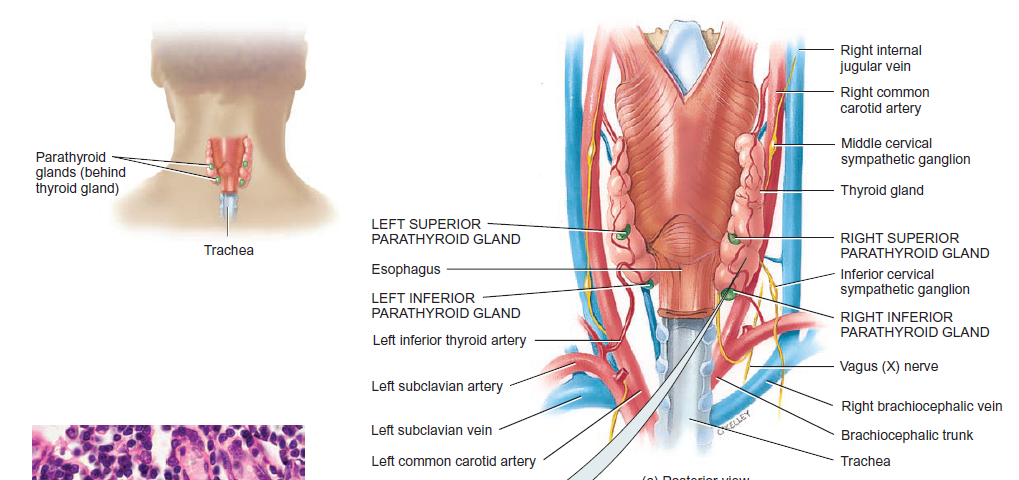 Parathyroid
glands (behind
thyroid gland)
Trachea
LEFT SUPERIOR
PARATHYROID GLAND
Esophagus
LEFT INFERIOR
PARATHYROID GLAND
Left inferior thyroid artery
Left subclavian artery
Left subclavian vein
Left common carotid artery
Right internal
jugular vein
Right common
carotid artery
Middle cervical
sympathetic ganglion
Thyroid gland
RIGHT SUPERIOR
PARATHYROID GLAND
Inferior cervical
sympathetic ganglion
RIGHT INFERIOR
PARATHYROID GLAND
Vagus (X) nerve
Right brachiocephalic vein
Brachiocephalic trunk
Trachea
(a) Posterior view